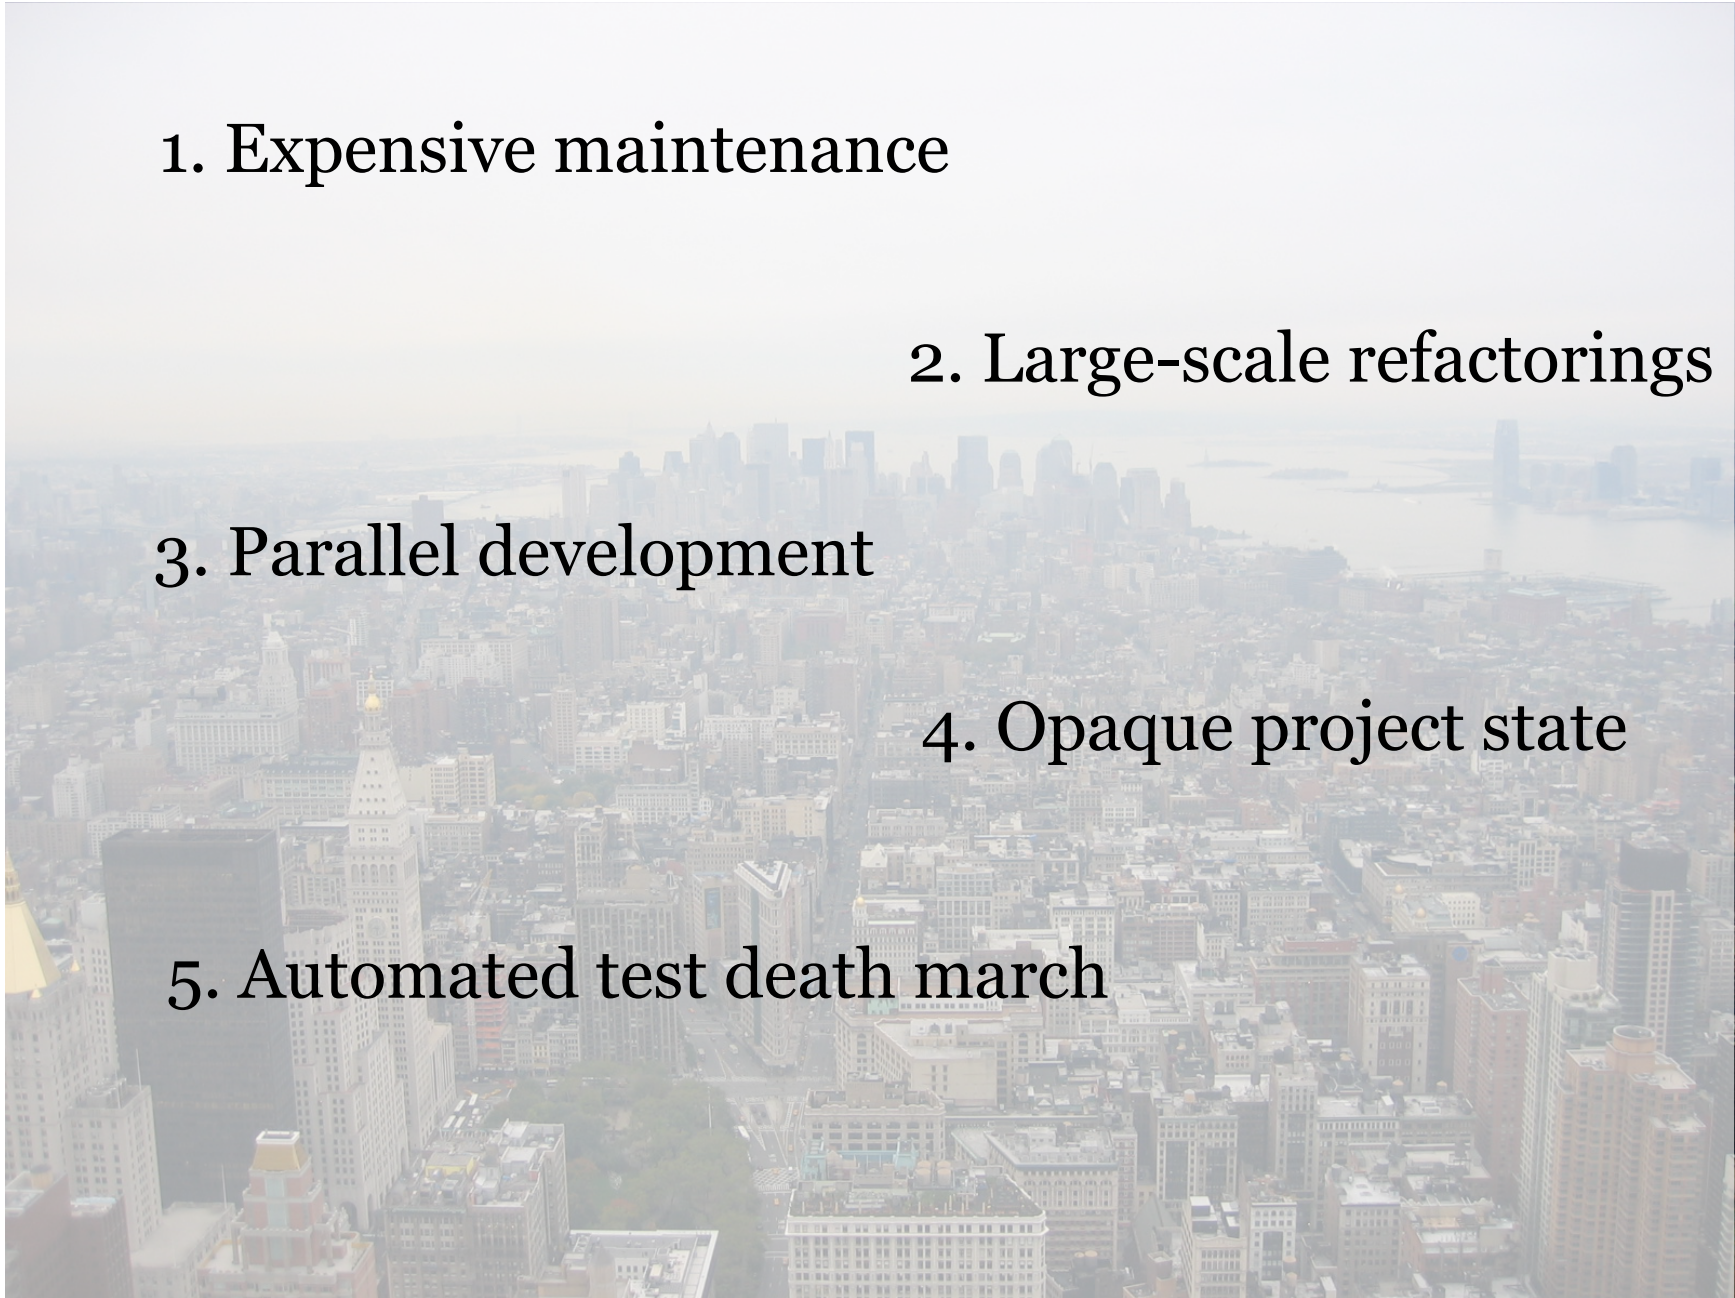 1. Expensive maintenance
2. Large-scale refactorings
3. Parallel development
4. Opaque project state
5. Automated test death march